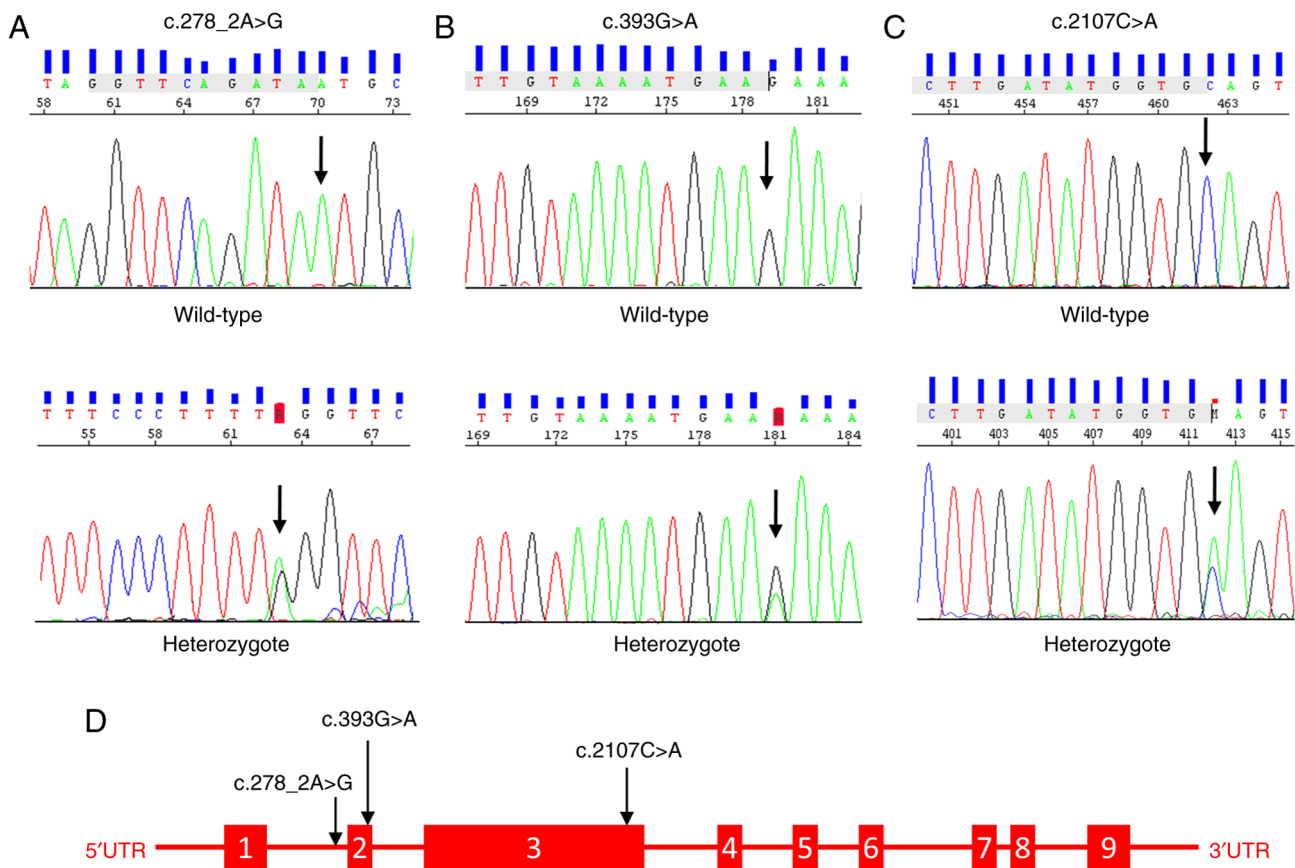 A
c.278_2A>G
T A G G T T C A G A T A A T G C
58 61 64 67 70 73
Wild-type
T T T C C C T T T T R G G T T C
55 58 61 64 67
Heterozygote
B
c.393G>A
T T G T A A A A T G A A G A A A
169 172 175 178 181
Wild-type
T T G T A A A A T G A A R A A A
169 172 175 178 181 184
Heterozygote
C
c.2107C>A
C T T G A T A T G G T G C A G T
451 454 457 460 463
Wild-type
C T T G A T A T G G T G M A G T
401 403 405 407 409 411 413 415
Heterozygote
D
c.393G>A
c.2107C>A
c.278_2A>G
5′UTR 1 2 3 4 5 6 7 8 9 3′UTR